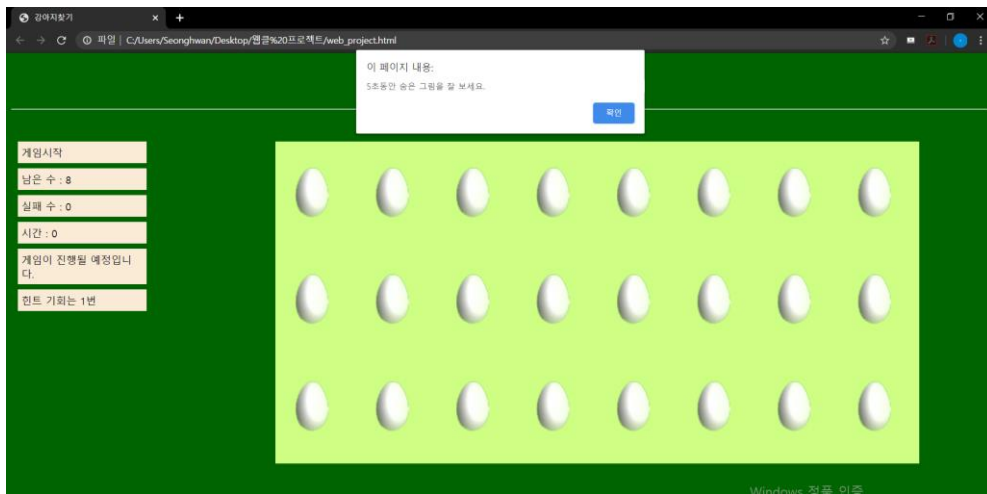 강아지찾기
파일 | C:/Users/Seonghwan/Desktop/웹클%20프로젝트/web_project.html
이 페이지 내용:
5초동안 숨은 그림을 잘 보세요.
확인
게임시작
남은 수 : 8
실패 수 : 0
시간 : 0
게임이 진행될 예정입니
다.
힌트 기회는 1번
Windows 정품 인증